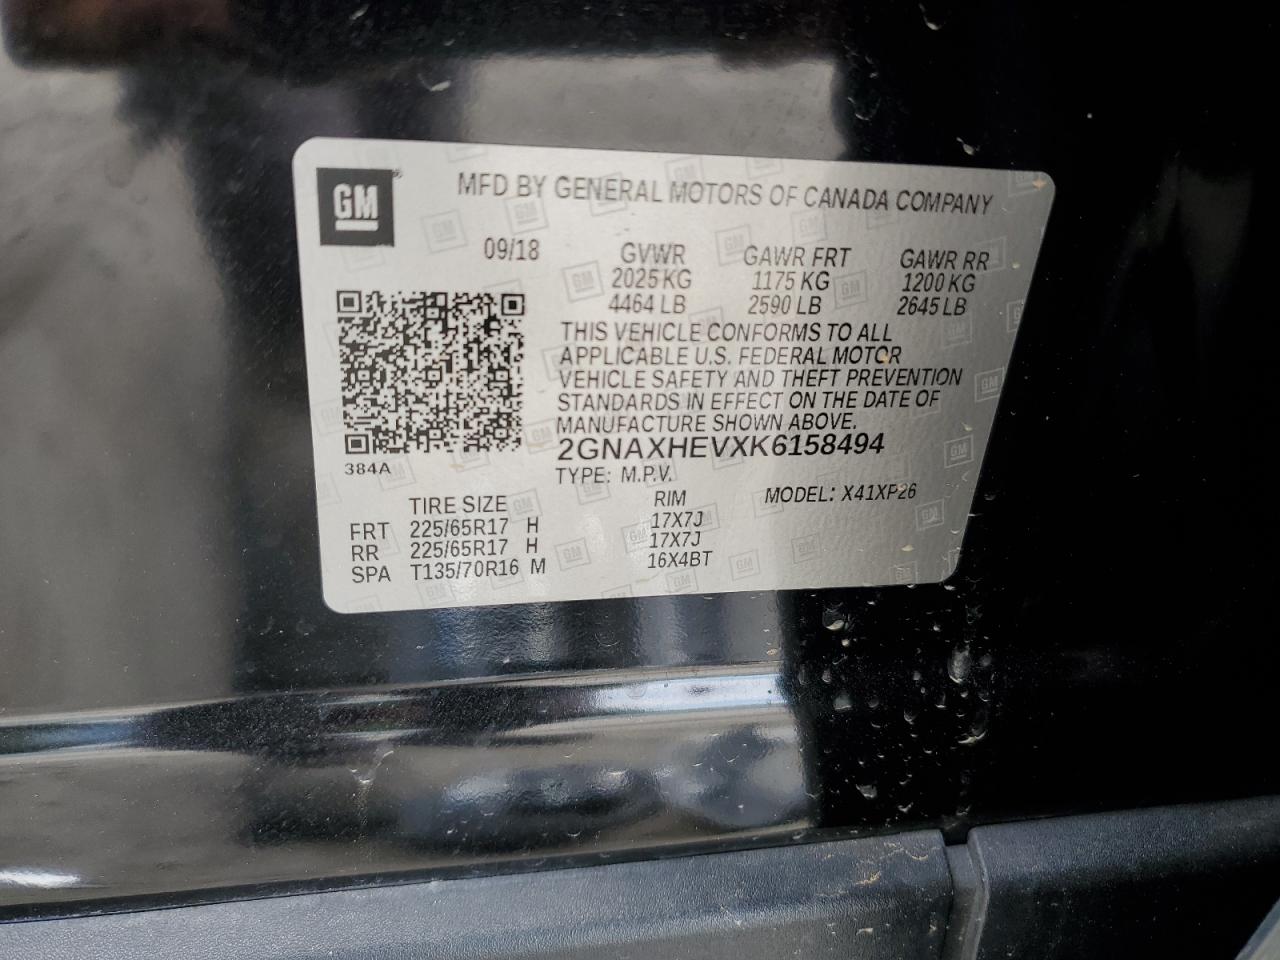 GM
MFD BY GENERAL MOTORS OF CANADA COMPANY
09/18 GVWR GAWR FRT GAWR RR
2025 KG 1175 KG 1200 KG
4464 LB 2590 LB 2645 LB
THIS VEHICLE CONFORMS TO ALL
APPLICABLE U.S. FEDERAL MOTOR
VEHICLE SAFETY AND THEFT PREVENTION
STANDARDS IN EFFECT ON THE DATE OF
MANUFACTURE SHOWN ABOVE.
2GNAXHEVXK6158494
384A
TYPE: M.P.V.
MODEL: X41XP26
TIRE SIZE RIM
FRT 225/65R17 H 17X7J
RR 225/65R17 H 17X7J
SPA T135/70R16 M 16X4BT